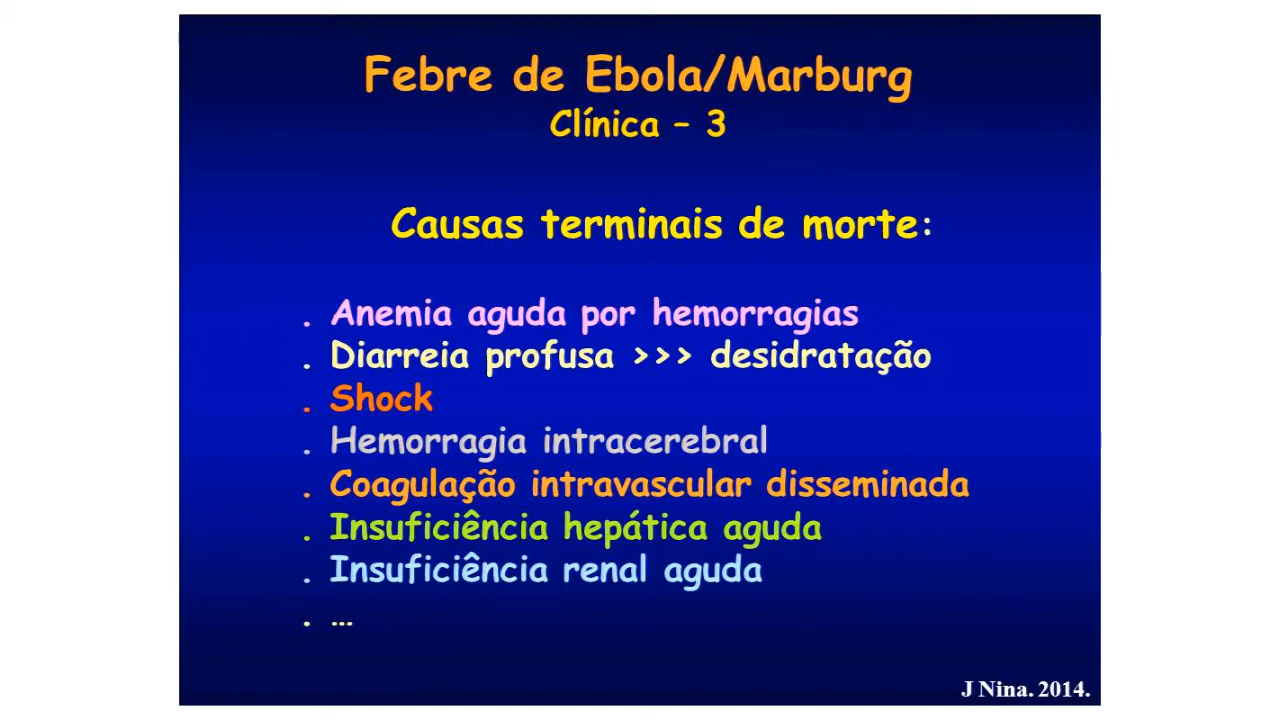 Febre de Ebola/Marburg
Clínica – 3
Causas terminais de morte:
. Anemia aguda por hemorragias
. Diarreia profusa >>> desidratação
. Shock
. Hemorragia intracerebral
. Coagulação intravascular disseminada
. Insuficiência hepática aguda
. Insuficiência renal aguda
. …
J Nina. 2014.